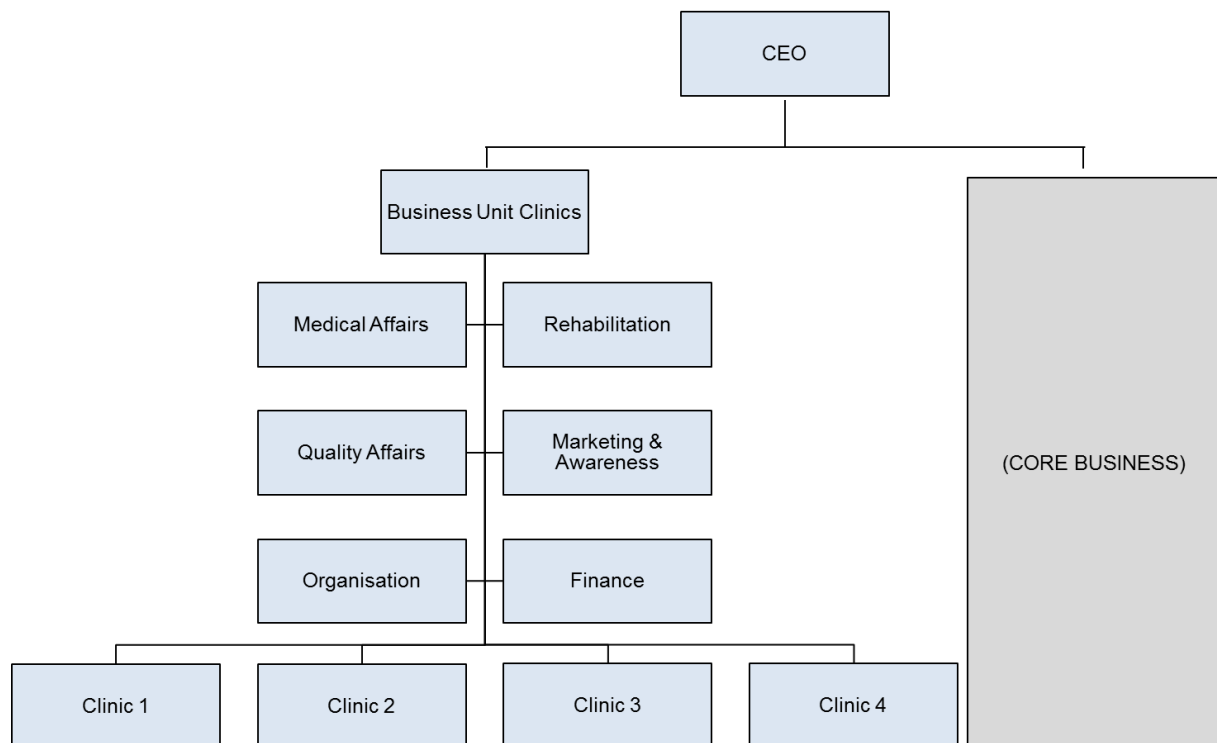 CEO
Business Unit Clinics
Medical Affairs
Rehabilitation
Quality Affairs
Marketing &
Awareness
(CORE BUSINESS)
Organisation
Finance
Clinic 1
Clinic 2
Clinic 3
Clinic 4